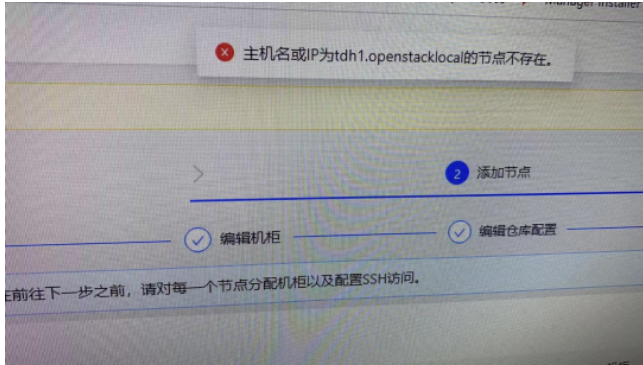 Manager Installer
主机名或IP为tdh1.openstacklocal的节点不存在。
2 添加节点
编辑机柜
编辑仓库配置
前往下一步之前，请对每一个节点分配机柜以及配置SSH访问。